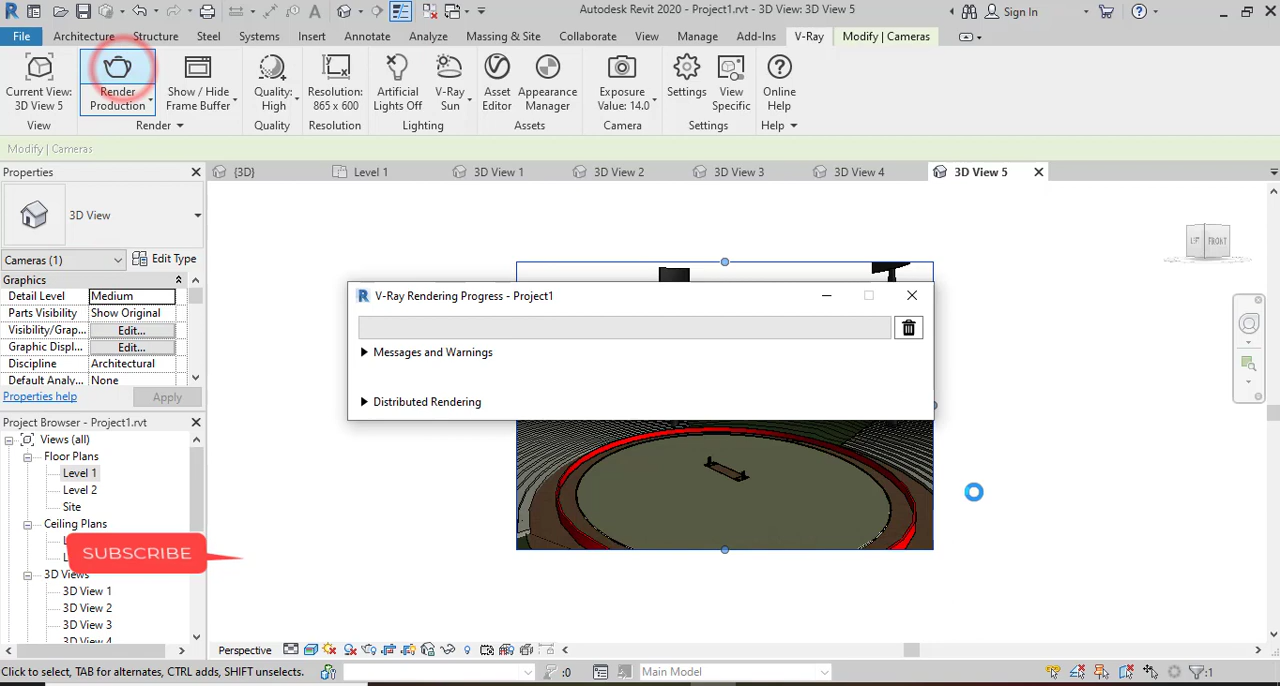 Autodesk Revit 2020 - Project1.rvt - 3D View: 3D View 5
Sign In
File
Architecture
Structure
Steel
Systems
Insert
Annotate
Analyze
Massing & Site
Collaborate
View
Manage
Add-Ins
V-Ray
Modify | Cameras
Current View:
3D View 5
Render
Production
Show / Hide
Frame Buffer
Quality:
High
Resolution:
865 x 600
Artificial
Lights Off
V-Ray
Sun
Asset
Editor
Appearance
Manager
Exposure
Value: 14.0
Settings
View
Specific
Online
Help
View
Render
Quality
Resolution
Lighting
Assets
Camera
Settings
Help
Modify | Cameras
Properties
{3D}
Level 1
3D View 1
3D View 2
3D View 3
3D View 4
3D View 5
3D View
Cameras (1)
Edit Type
Graphics
Detail Level
Medium
Parts Visibility
Show Original
Visibility/Grap...
Edit...
Graphic Displ...
Edit...
Discipline
Architectural
Default Analy...
None
Properties help
Apply
LEFT
FRONT
V-Ray Rendering Progress - Project1
Messages and Warnings
Distributed Rendering
Project Browser - Project1.rvt
Views (all)
Floor Plans
Level 1
Level 2
Site
Ceiling Plans
SUBSCRIBE
3D Views
3D View 1
3D View 2
3D View 3
3D View 4
Perspective
Click to select, TAB for alternates, CTRL adds, SHIFT unselects.
:0
Main Model
:1